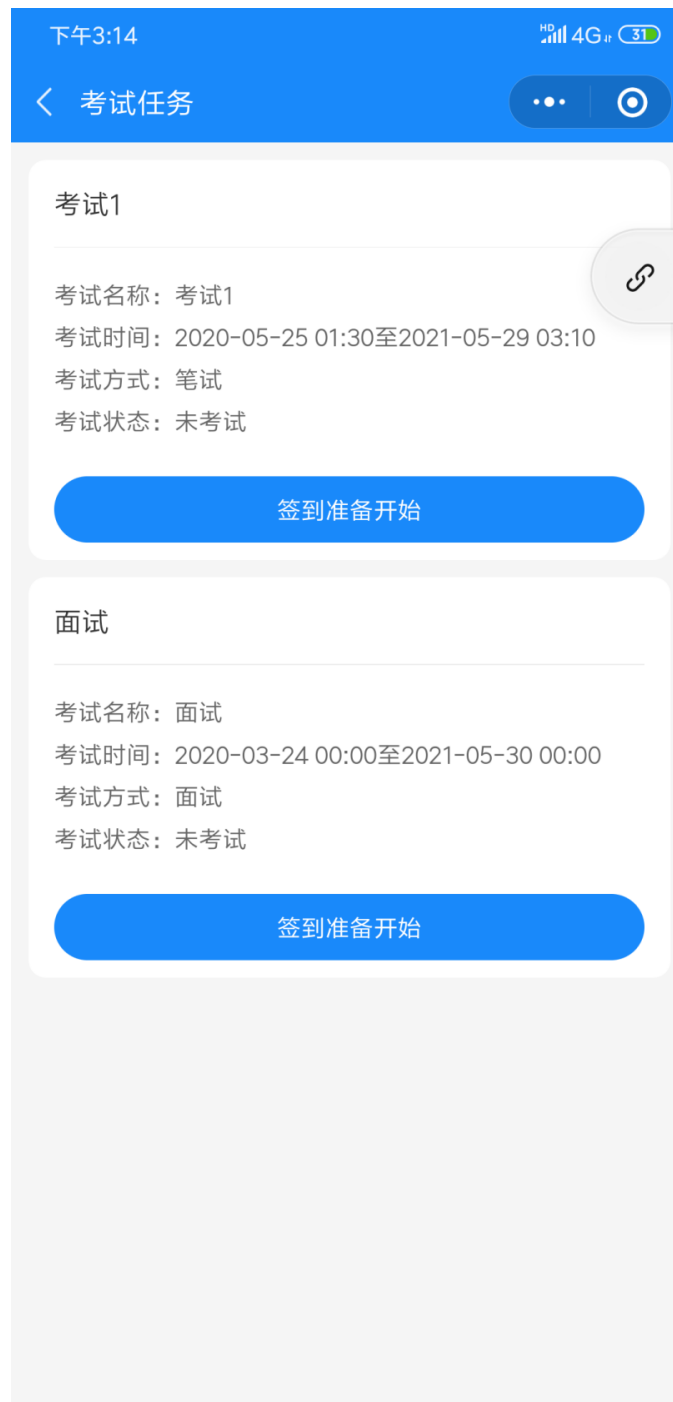 下午3:14 HD 4G 31
考试任务
考试1
考试名称：考试1
考试时间：2020-05-25 01:30至2021-05-29 03:10
考试方式：笔试
考试状态：未考试
签到准备开始
面试
考试名称：面试
考试时间：2020-03-24 00:00至2021-05-30 00:00
考试方式：面试
考试状态：未考试
签到准备开始